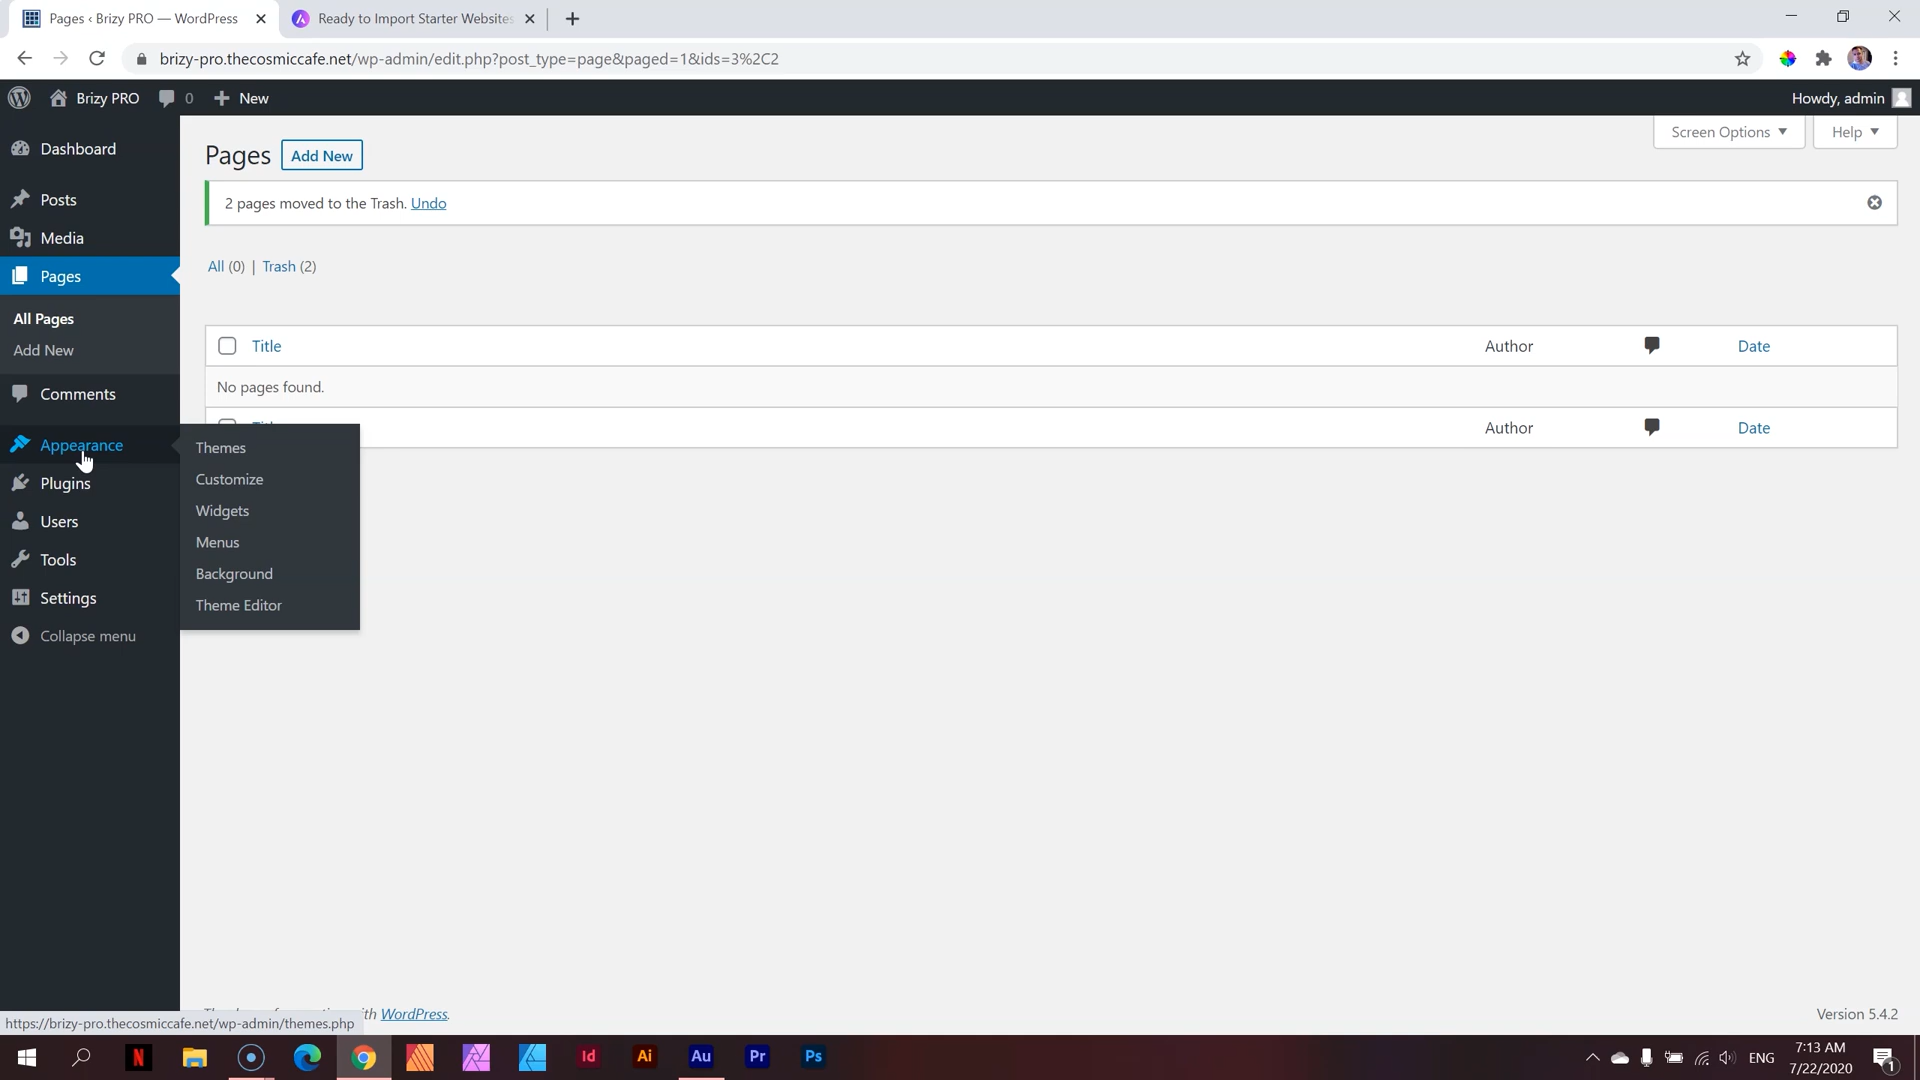 Pages ‹ Brizy PRO — WordPress
Ready to Import Starter Websites
brizy-pro.thecosmiccafe.net/wp-admin/edit.php?post_type=page&paged=1&ids=3%2C2
Brizy PRO
0
New
Howdy, admin
Screen Options
Help
Dashboard
Posts
Media
Pages
All Pages
Add New
Comments
Appearance
Plugins
Users
Tools
Settings
Collapse menu
Pages
Add New
2 pages moved to the Trash. Undo
All (0) | Trash (2)
Title
Author
Date
No pages found.
Author
Date
Themes
Customize
Widgets
Menus
Background
Theme Editor
WordPress.
Version 5.4.2
https://brizy-pro.thecosmiccafe.net/wp-admin/themes.php
N
Id
Ai
Au
Pr
Ps
ENG
7:13 AM
7/22/2020
1